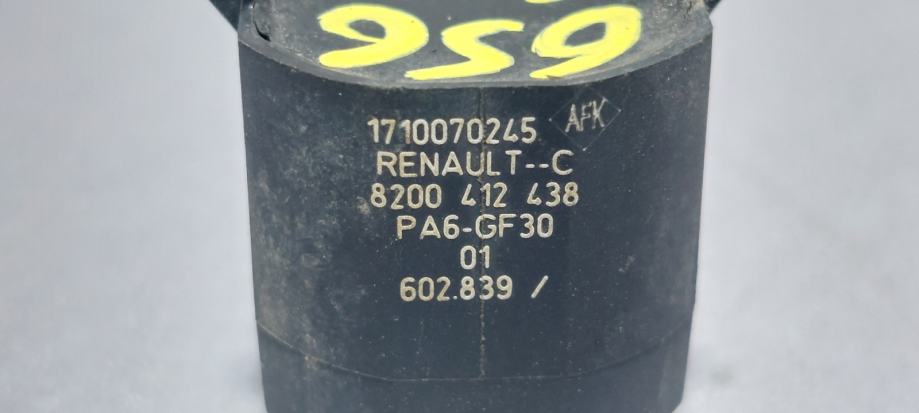 656
1710070245 AFK
RENAULT--C
8200 412 438
PA6-GF30
01
602.839 /